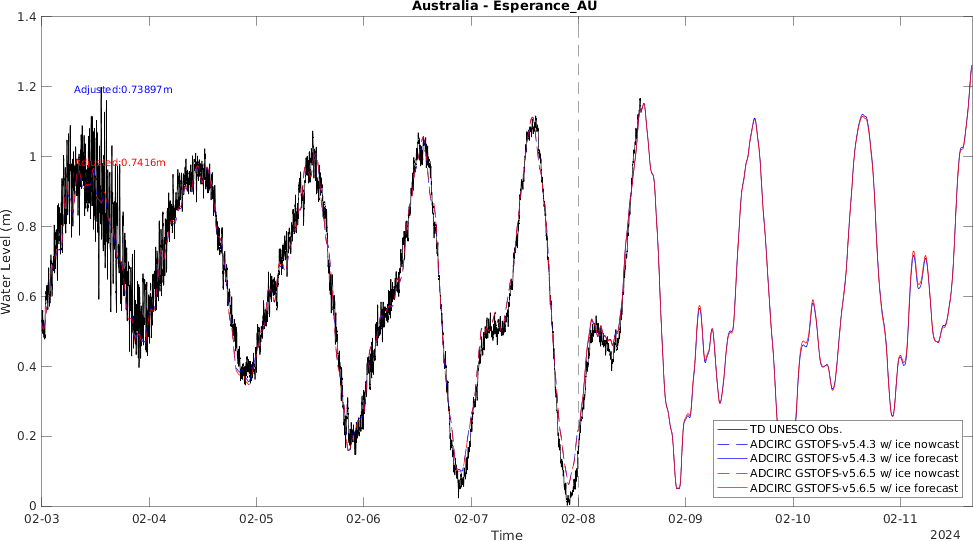 Australia - Esperance_AU
1.4
1.2
1
0.8
0.6
0.4
0.2
0
Water Level (m)
Adjusted:0.73897m
Adjusted:0.7416m
TD UNESCO Obs.
ADCIRC GSTOFS-v5.4.3 w/ ice nowcast
ADCIRC GSTOFS-v5.4.3 w/ ice forecast
ADCIRC GSTOFS-v5.6.5 w/ ice nowcast
ADCIRC GSTOFS-v5.6.5 w/ ice forecast
02-03 02-04 02-05 02-06 02-07 02-08 02-09 02-10 02-11
Time
2024